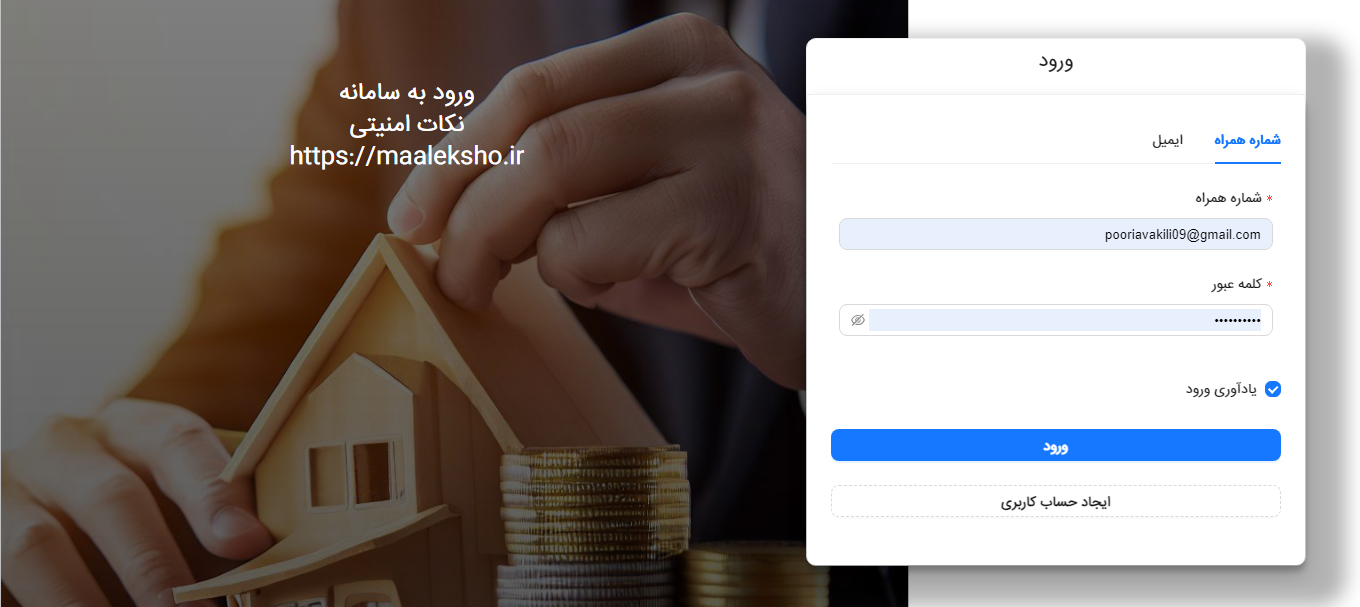 ورود به سامانه
نکات امنیتی
https://maaleksho.ir
ورود
شماره همراه
ایمیل
* شماره همراه
pooriavakili09@gmail.com
* کلمه عبور
••••••••••
یادآوری ورود
ورود
ایجاد حساب کاربری